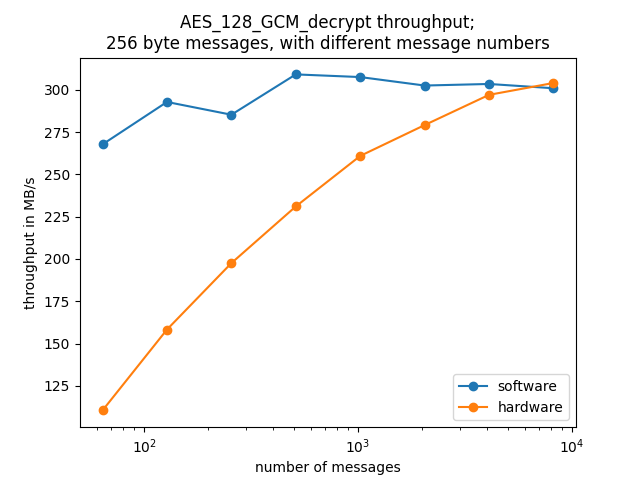 AES_128_GCM_decrypt throughput;
256 byte messages, with different message numbers
throughput in MB/s
300
275
250
225
200
175
150
125
software
hardware
10²
10³
10⁴
number of messages